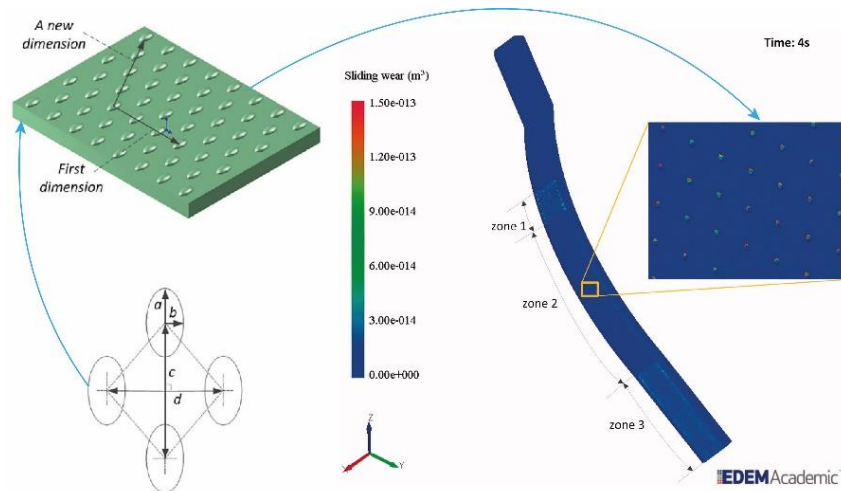 A new
dimension
First
dimension
a
b
c
d
Sliding wear (m³)
1.50e-013
1.20e-013
9.00e-014
6.00e-014
3.00e-014
0.00e+000
Z
Y
Time: 4s
zone 1
zone 2
zone 3
EDEMAcademic